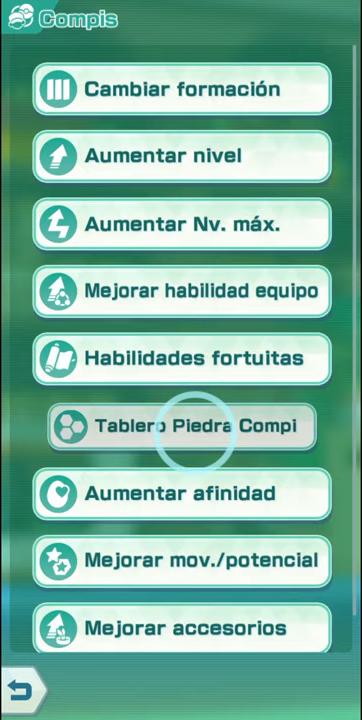 Compis
Cambiar formación
Aumentar nivel
Aumentar Nv. máx.
Mejorar habilidad equipo
Habilidades fortuitas
Tablero Piedra Compi
Aumentar afinidad
Mejorar mov./potencial
Mejorar accesorios